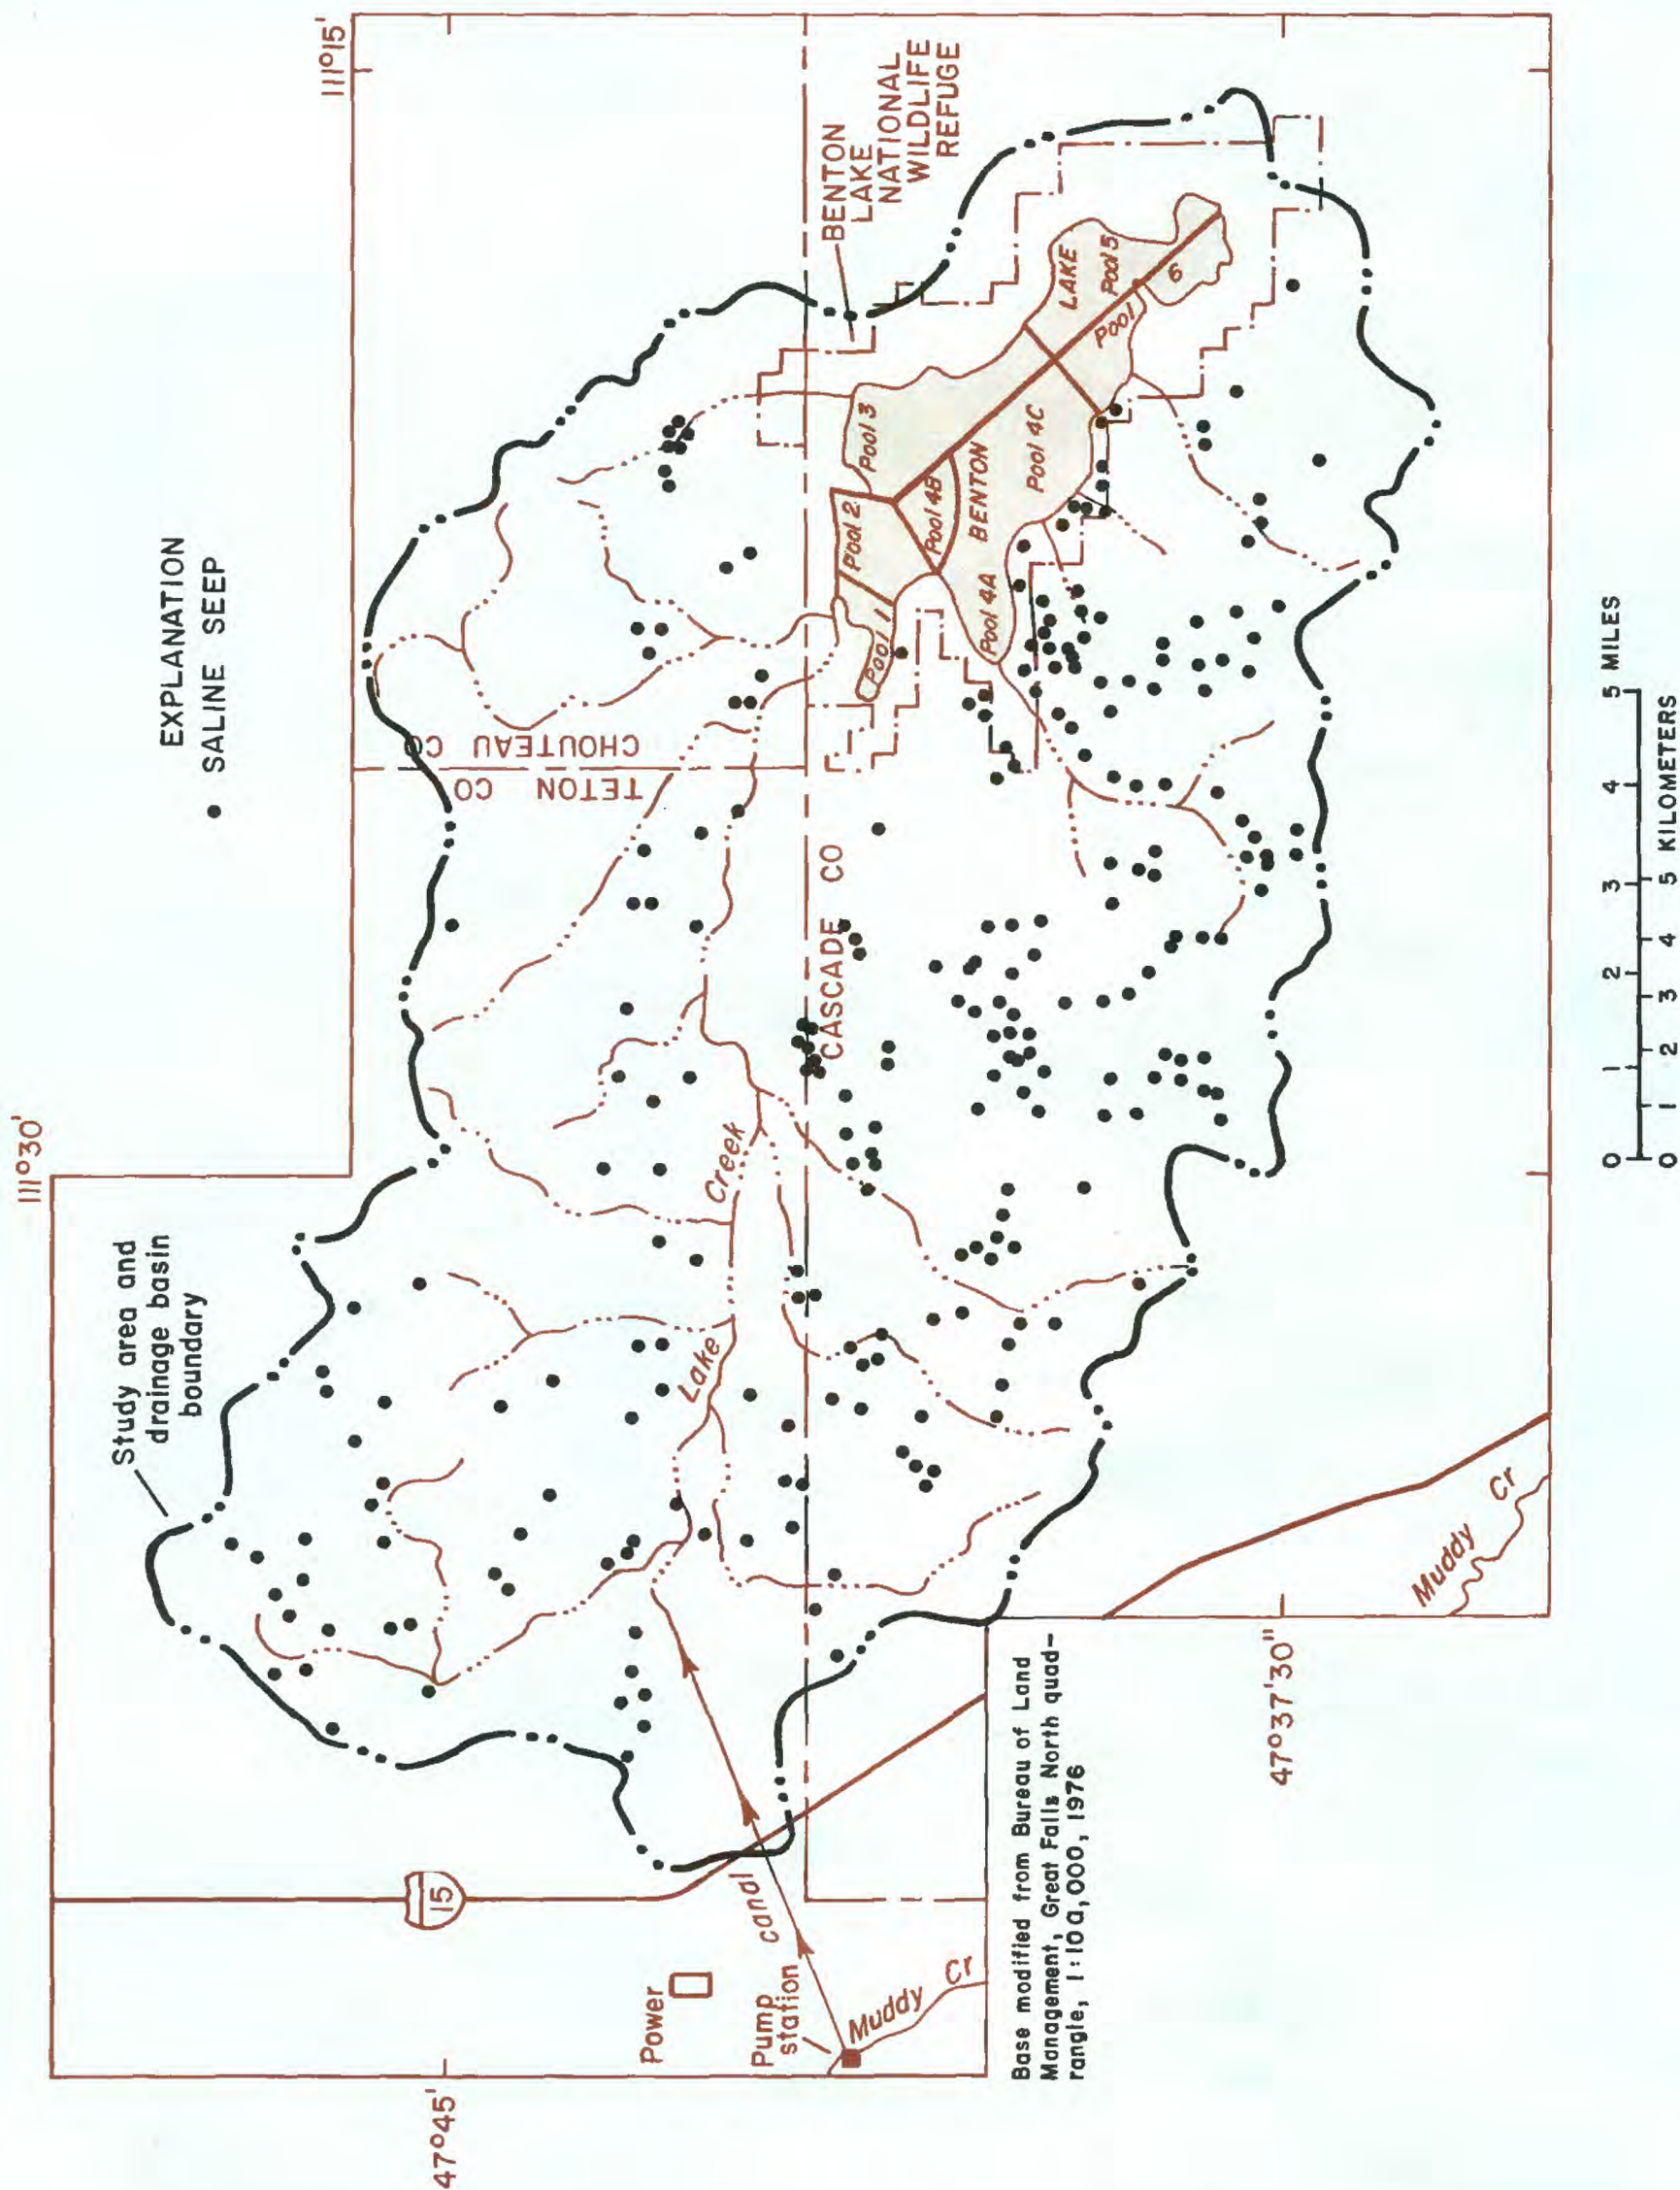 111°30'
111°15'
EXPLANATION
● SALINE SEEP
Study area and
drainage basin
boundary
47°45'
15
Power
Pump
station
canal
Muddy
Cr
Lake
Creek
TETON CO
CHOUTEAU CO
CASCADE CO
BENTON
LAKE
NATIONAL
WILDLIFE
REFUGE
Pool 1
Pool 2
Pool 3
Pool 4B
Pool 4A
BENTON
Pool 4C
LAKE
Pool 5
Pool
6
Base modified from Bureau of Land
Management, Great Falls North quad-
rangle, 1:100,000, 1976
47°37'30"
Muddy
Cr
0 1 2 3 4 5 MILES
0 1 2 3 4 5 KILOMETERS